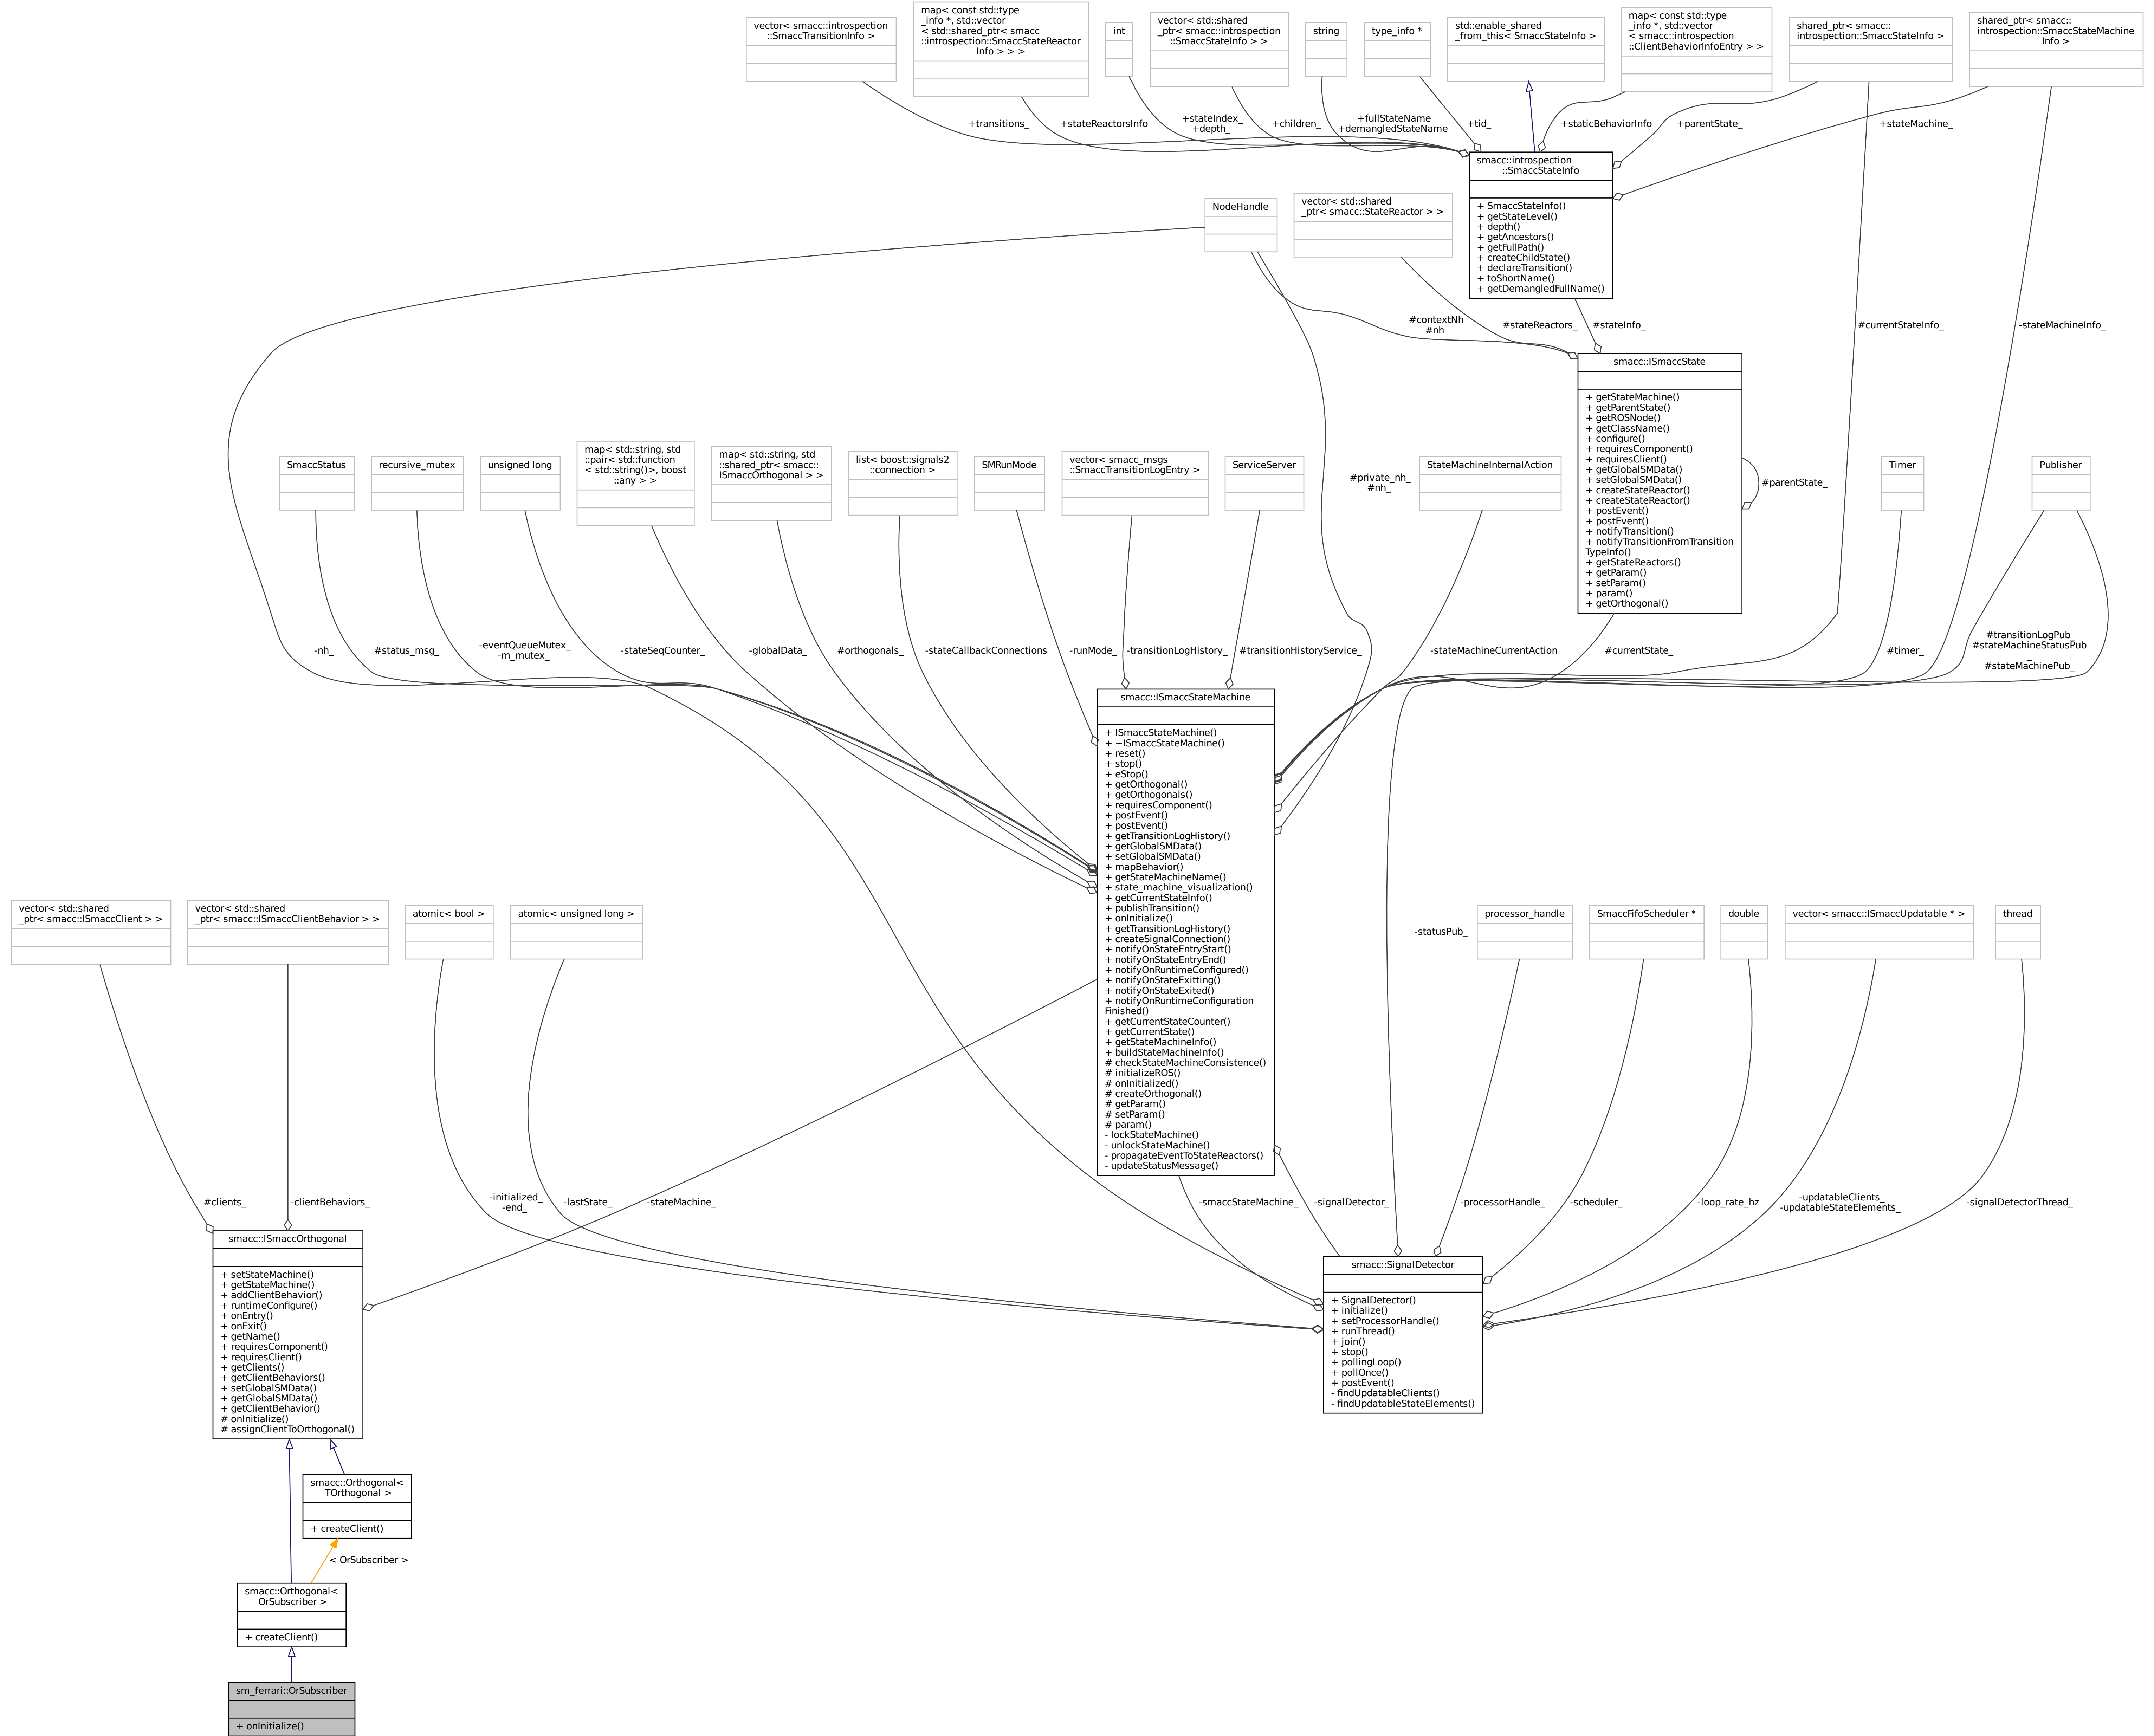 vector< smacc::introspection
::SmaccTransitionInfo >
map< const std::type
_info *, std::vector
< std::shared_ptr< smacc
::introspection::SmaccStateReactor
Info > > >
int
vector< std::shared
_ptr< smacc::introspection
::SmaccStateInfo > >
string
type_info *
std::enable_shared
_from_this< SmaccStateInfo >
map< const std::type
_info *, std::vector
< smacc::introspection
::ClientBehaviorInfoEntry > >
shared_ptr< smacc::
introspection::SmaccStateInfo >
shared_ptr< smacc::
introspection::SmaccStateMachine
Info >
+transitions_
+stateReactorsInfo
+stateIndex_
+depth_
+children_
+fullStateName
+demangledStateName
+tid_
+staticBehaviorInfo
+parentState_
+stateMachine_
smacc::introspection
::SmaccStateInfo
+ SmaccStateInfo()
+ getStateLevel()
+ depth()
+ getAncestors()
+ getFullPath()
+ createChildState()
+ declareTransition()
+ toShortName()
+ getDemangledFullName()
NodeHandle
vector< std::shared
_ptr< smacc::StateReactor > >
#contextNh
#nh
#stateReactors_
#stateInfo_
#currentStateInfo_
-stateMachineInfo_
smacc::ISmaccState
+ getStateMachine()
+ getParentState()
+ getROSNode()
+ getClassName()
+ configure()
+ requiresComponent()
+ requiresClient()
+ getGlobalSMData()
+ setGlobalSMData()
+ createStateReactor()
+ createStateReactor()
+ postEvent()
+ postEvent()
+ notifyTransition()
+ notifyTransitionFromTransition
TypeInfo()
+ getStateReactors()
+ getParam()
+ setParam()
+ param()
+ getOrthogonal()
#parentState_
SmaccStatus
recursive_mutex
unsigned long
map< std::string, std
::pair< std::function
< std::string()>, boost
::any > >
map< std::string, std
::shared_ptr< smacc::
ISmaccOrthogonal > >
list< boost::signals2
::connection >
SMRunMode
vector< smacc_msgs
::SmaccTransitionLogEntry >
ServiceServer
#private_nh_
#nh_
StateMachineInternalAction
Timer
Publisher
-nh_
#status_msg_
-eventQueueMutex_
-m_mutex_
-stateSeqCounter_
-globalData_
#orthogonals_
-stateCallbackConnections
-runMode_
-transitionLogHistory_
#transitionHistoryService_
-stateMachineCurrentAction
#currentState_
#timer_
#transitionLogPub_
#stateMachineStatusPub
_
#stateMachinePub_
smacc::ISmaccStateMachine
+ ISmaccStateMachine()
+ ~ISmaccStateMachine()
+ reset()
+ stop()
+ eStop()
+ getOrthogonal()
+ getOrthogonals()
+ requiresComponent()
+ postEvent()
+ postEvent()
+ getTransitionLogHistory()
+ getGlobalSMData()
+ setGlobalSMData()
+ mapBehavior()
+ getStateMachineName()
+ state_machine_visualization()
+ getCurrentStateInfo()
+ publishTransition()
+ onInitialize()
+ getTransitionLogHistory()
+ createSignalConnection()
+ notifyOnStateEntryStart()
+ notifyOnStateEntryEnd()
+ notifyOnRuntimeConfigured()
+ notifyOnStateExitting()
+ notifyOnStateExited()
+ notifyOnRuntimeConfiguration
Finished()
+ getCurrentStateCounter()
+ getCurrentState()
+ getStateMachineInfo()
+ buildStateMachineInfo()
# checkStateMachineConsistence()
# initializeROS()
# onInitialized()
# createOrthogonal()
# getParam()
# setParam()
# param()
- lockStateMachine()
- unlockStateMachine()
- propagateEventToStateReactors()
- updateStatusMessage()
vector< std::shared
_ptr< smacc::ISmaccClient > >
vector< std::shared
_ptr< smacc::ISmaccClientBehavior > >
atomic< bool >
atomic< unsigned long >
-statusPub_
processor_handle
SmaccFifoScheduler *
double
vector< smacc::ISmaccUpdatable * >
thread
#clients_
-clientBehaviors_
-initialized_
-end_
-lastState_
-stateMachine_
-smaccStateMachine_
-signalDetector_
-processorHandle_
-scheduler_
-loop_rate_hz
-updatableClients_
-updatableStateElements_
-signalDetectorThread_
smacc::ISmaccOrthogonal
+ setStateMachine()
+ getStateMachine()
+ addClientBehavior()
+ runtimeConfigure()
+ onEntry()
+ onExit()
+ getName()
+ requiresComponent()
+ requiresClient()
+ getClients()
+ getClientBehaviors()
+ setGlobalSMData()
+ getGlobalSMData()
+ getClientBehavior()
# onInitialize()
# assignClientToOrthogonal()
smacc::SignalDetector
+ SignalDetector()
+ initialize()
+ setProcessorHandle()
+ runThread()
+ join()
+ stop()
+ pollingLoop()
+ pollOnce()
+ postEvent()
- findUpdatableClients()
- findUpdatableStateElements()
smacc::Orthogonal<
TOrthogonal >
+ createClient()
< OrSubscriber >
smacc::Orthogonal<
OrSubscriber >
+ createClient()
sm_ferrari::OrSubscriber
+ onInitialize()